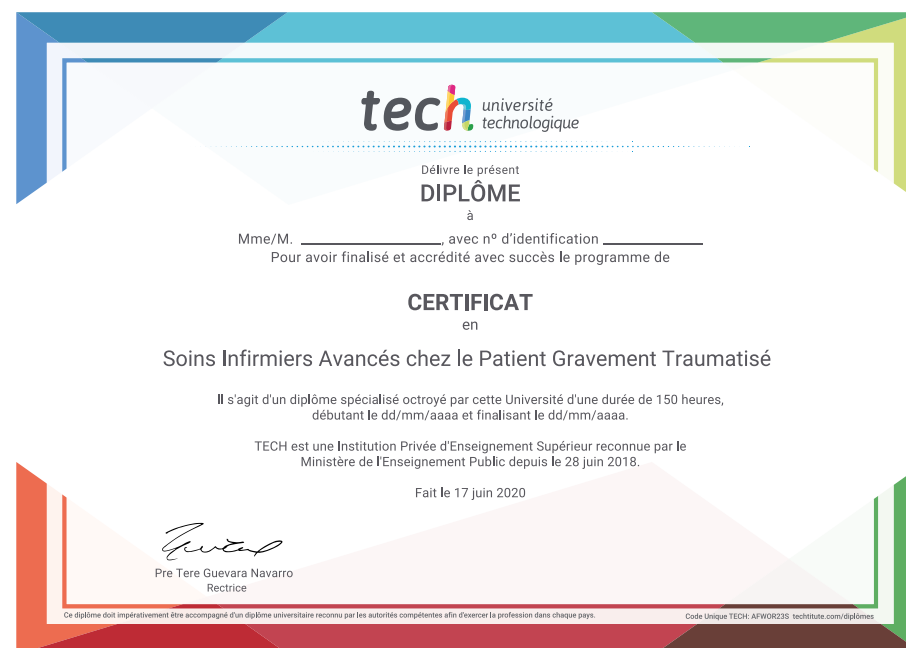 tech université
technologique
Délivre le présent
DIPLÔME
à
Mme/M. ____________________, avec nº d'identification ______________
Pour avoir finalisé et accrédité avec succès le programme de
CERTIFICAT
en
Soins Infirmiers Avancés chez le Patient Gravement Traumatisé
Il s'agit d'un diplôme spécialisé octroyé par cette Université d'une durée de 150 heures,
débutant le dd/mm/aaaa et finalisant le dd/mm/aaaa.
TECH est une Institution Privée d'Enseignement Supérieur reconnue par le
Ministère de l'Enseignement Public depuis le 28 juin 2018.
Fait le 17 juin 2020
Pre Tere Guevara Navarro
Rectrice
Ce diplôme doit impérativement être accompagné d'un diplôme universitaire reconnu par les autorités compétentes afin d'exercer la profession dans chaque pays.
Code Unique TECH: AFWOR23S techtitute.com/diplômes